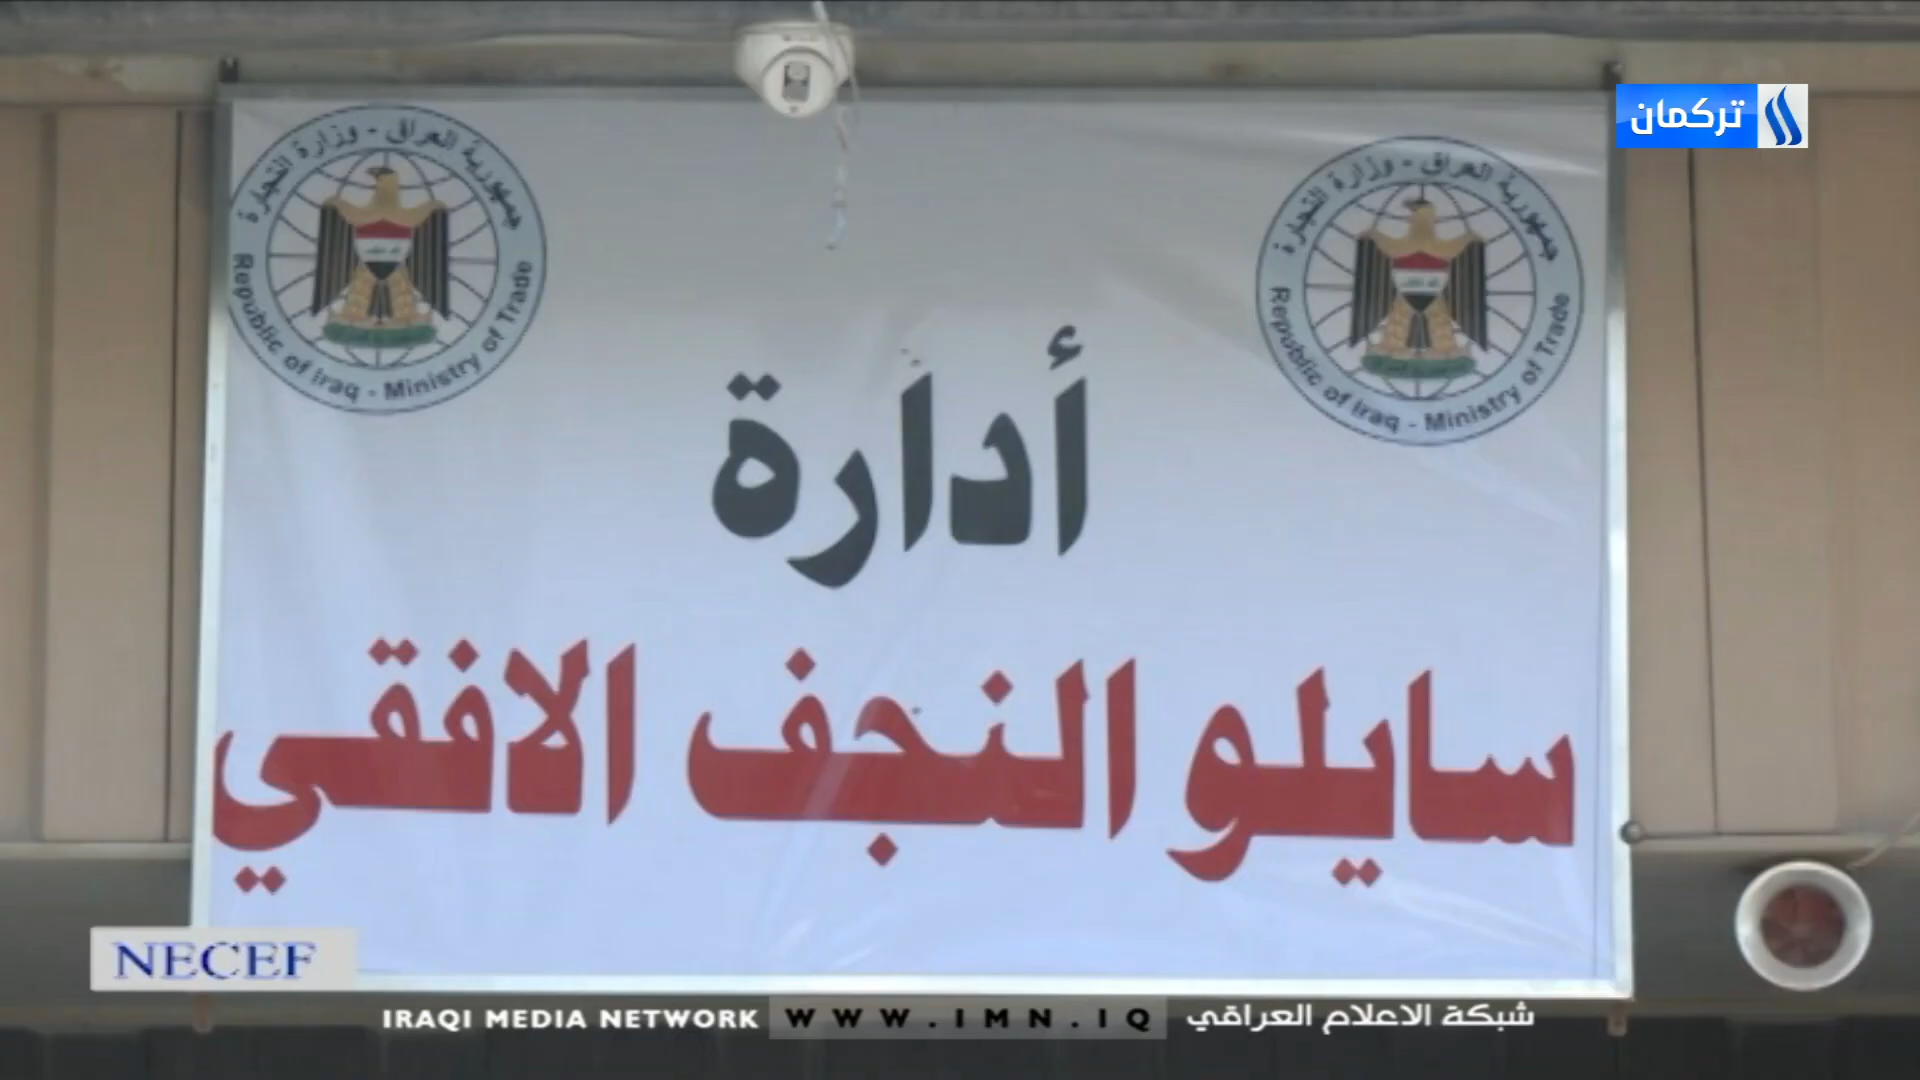 تركمان
جمهورية العراق - وزارة التجارة
Republic of Iraq - Ministry of Trade
جمهورية العراق - وزارة التجارة
Republic of Iraq - Ministry of Trade
أدارة
سايلو النجف الافقي
NECEF
IRAQI MEDIA NETWORK WWW.IMN.IQ شبكة الاعلام العراقي